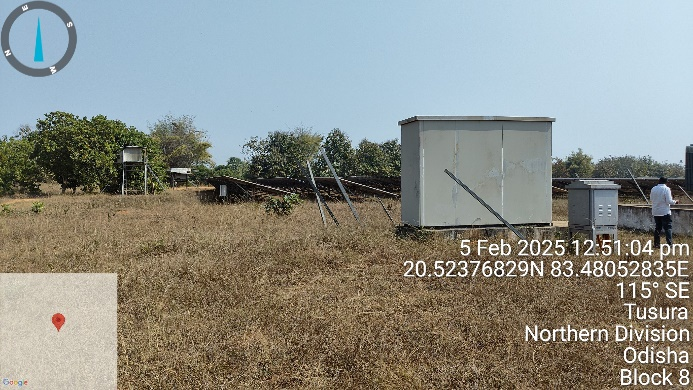 N
E
S
W
5 Feb 2025 12:51:04 pm
20.52376829N 83.48052835E
115° SE
Tusura
Northern Division
Odisha
Block 8
Google